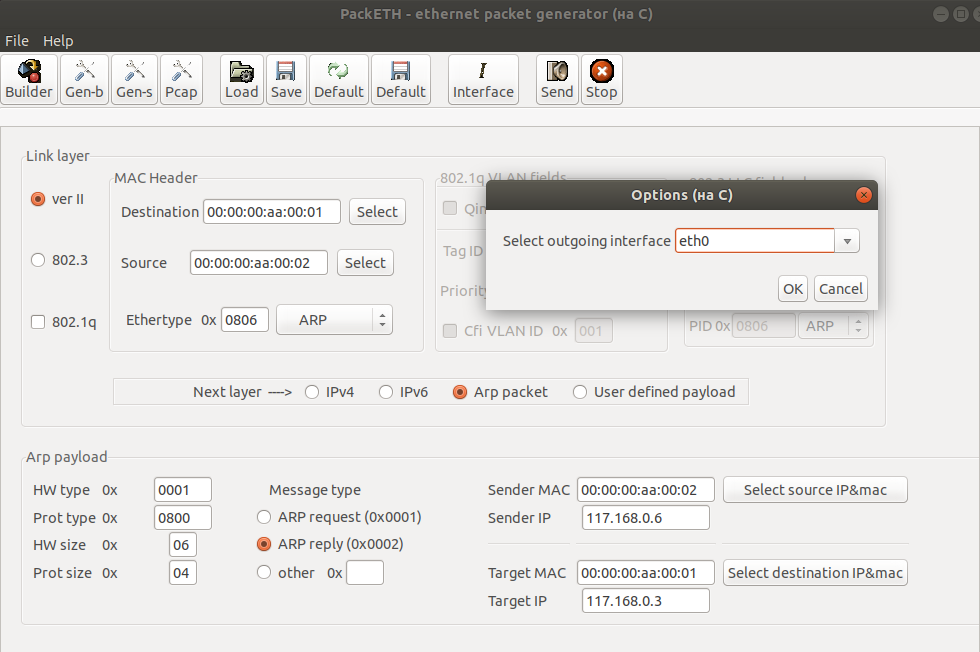 PackETH - ethernet packet generator (на C)
File Help
Builder Gen-b Gen-s Pcap Load Save Default Default Interface Send Stop
Link layer
MAC Header
802.1q VLAN fields
ver II
Destination 00:00:00:aa:00:01 Select
Options (на C)
Select outgoing interface eth0
OK Cancel
802.3
Source 00:00:00:aa:00:02 Select
Tag ID
Priority
802.1q
Ethertype 0x 0806 ARP
Cfi VLAN ID 0x 001
PID 0x 0806 ARP
Next layer ----> IPv4 IPv6 Arp packet User defined payload
Arp payload
HW type 0x 0001
Prot type 0x 0800
HW size 0x 06
Prot size 0x 04
Message type
ARP request (0x0001)
ARP reply (0x0002)
other 0x
Sender MAC 00:00:00:aa:00:02 Select source IP&mac
Sender IP 117.168.0.6
Target MAC 00:00:00:aa:00:01 Select destination IP&mac
Target IP 117.168.0.3